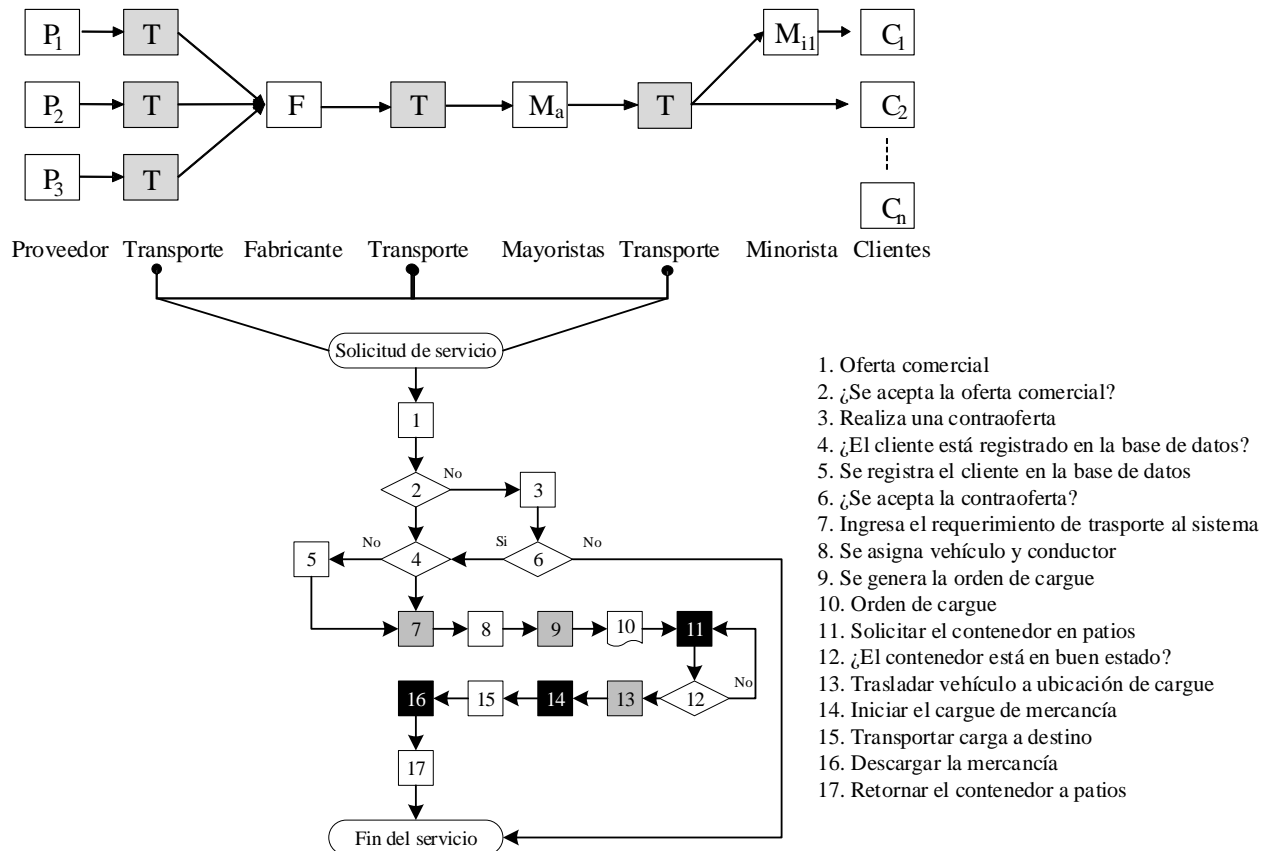 P1 T Mi1 C1
P2 T F T Ma T C2
P3 T
Cn
Proveedor Transporte Fabricante Transporte Mayoristas Transporte Minorista Clientes
Solicitud de servicio
1
2
No
3
5
No
4
Si
6
No
7
8
9
10
11
16
15
14
13
12
No
17
Fin del servicio
1. Oferta comercial
2. ¿Se acepta la oferta comercial?
3. Realiza una contraoferta
4. ¿El cliente está registrado en la base de datos?
5. Se registra el cliente en la base de datos
6. ¿Se acepta la contraoferta?
7. Ingresa el requerimiento de trasporte al sistema
8. Se asigna vehículo y conductor
9. Se genera la orden de cargue
10. Orden de cargue
11. Solicitar el contenedor en patios
12. ¿El contenedor está en buen estado?
13. Trasladar vehículo a ubicación de cargue
14. Iniciar el cargue de mercancía
15. Transportar carga a destino
16. Descargar la mercancía
17. Retornar el contenedor a patios